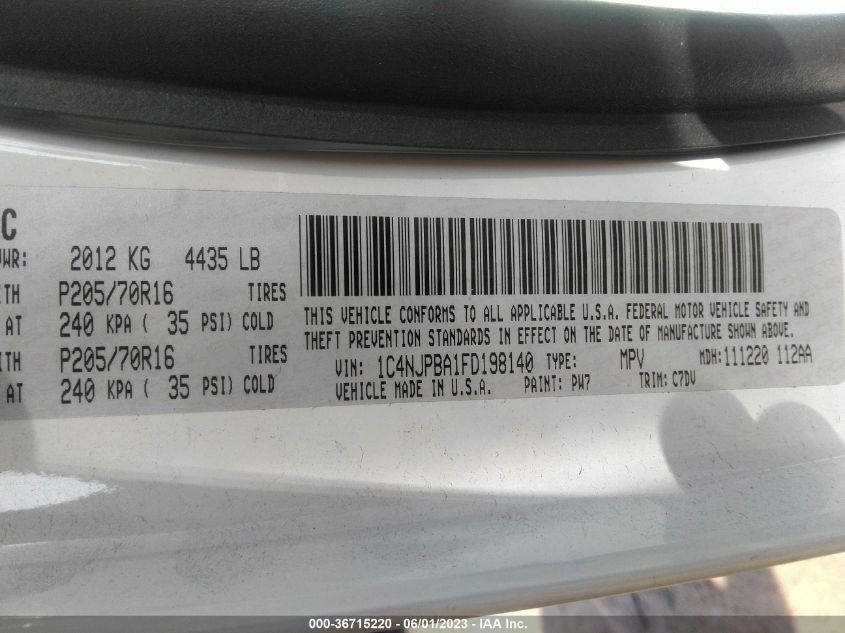 C
WR: 2012 KG 4435 LB
ITH P205/70R16 TIRES
AT 240 KPA ( 35 PSI) COLD
ITH P205/70R16 TIRES
AT 240 KPA ( 35 PSI) COLD
THIS VEHICLE CONFORMS TO ALL APPLICABLE U.S.A. FEDERAL MOTOR VEHICLE SAFETY AND
THEFT PREVENTION STANDARDS IN EFFECT ON THE DATE OF MANUFACTURE SHOWN ABOVE.
VIN: 1C4NJPBA1FD198140 TYPE: MPV MDH: 111220 112AA
VEHICLE MADE IN U.S.A. PAINT: PW7 TRIM: C7DV
000-36715220 - 06/01/2023 - IAA Inc.